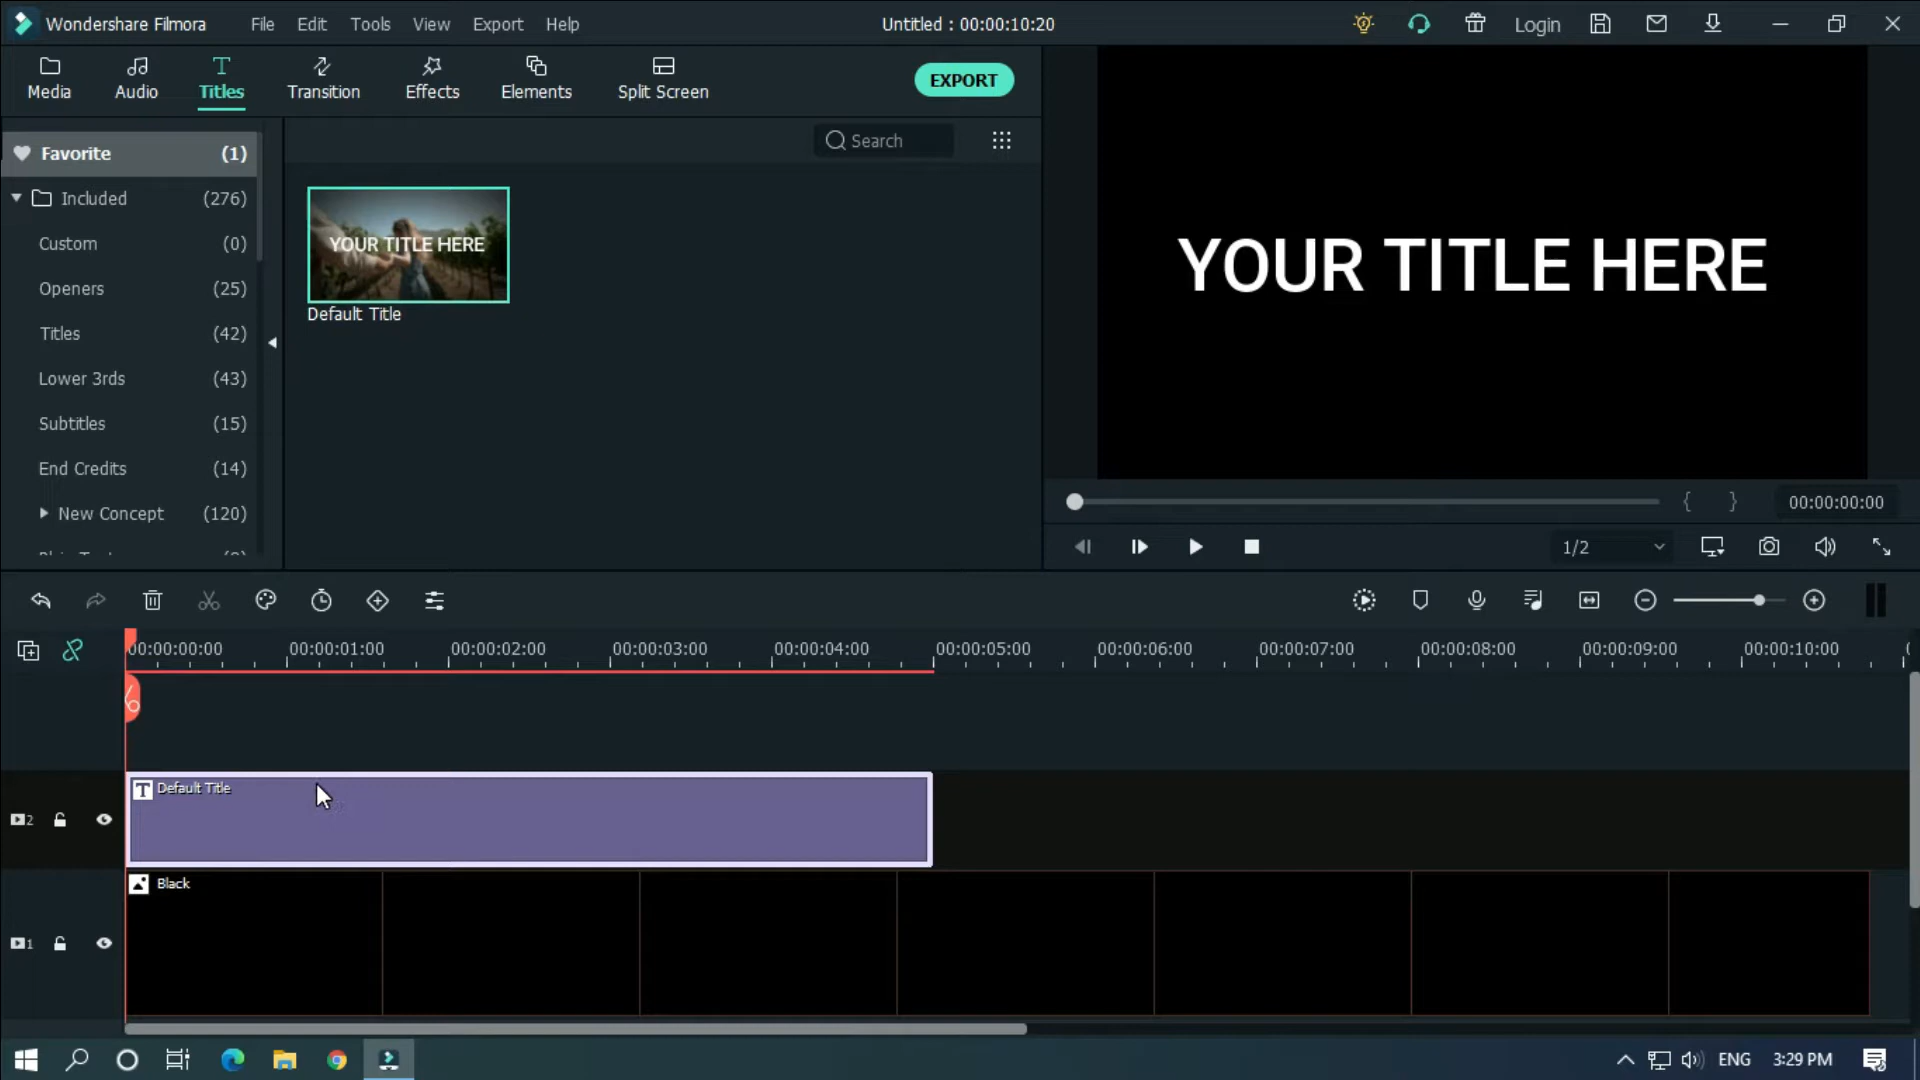 Wondershare Filmora File Edit Tools View Export Help Untitled : 00:00:10:20 Login
Media Audio Titles Transition Effects Elements Split Screen EXPORT
Favorite (1)
Search
Included (276)
Custom (0)
Openers (25)
Titles (42)
Lower 3rds (43)
Subtitles (15)
End Credits (14)
New Concept (120)
YOUR TITLE HERE
Default Title
YOUR TITLE HERE
00:00:00:00
1/2
00:00:00:00 00:00:01:00 00:00:02:00 00:00:03:00 00:00:04:00 00:00:05:00 00:00:06:00 00:00:07:00 00:00:08:00 00:00:09:00 00:00:10:00
T Default Title
2
Black
1
ENG 3:29 PM